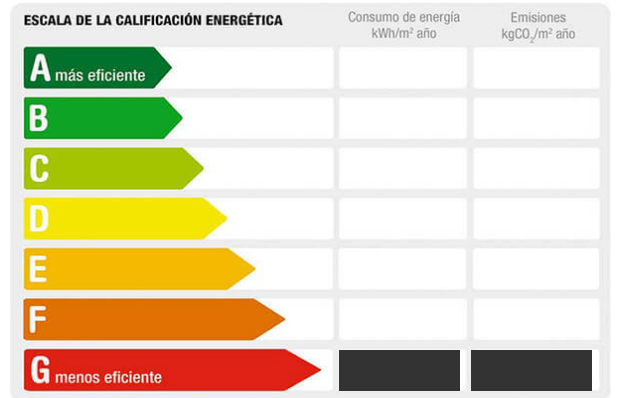 ESCALA DE LA CALIFICACIÓN ENERGÉTICA
Consumo de energía
kWh/m² año
Emisiones
kgCO₂/m² año
A más eficiente
B
C
D
E
F
G menos eficiente